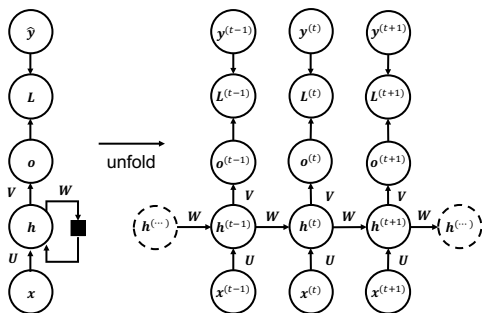 ŷ y⁽ᵗ⁻¹⁾ y⁽ᵗ⁾ y⁽ᵗ⁺¹⁾
L L⁽ᵗ⁻¹⁾ L⁽ᵗ⁾ L⁽ᵗ⁺¹⁾
unfold
o o⁽ᵗ⁻¹⁾ o⁽ᵗ⁾ o⁽ᵗ⁺¹⁾
V W V V V
h h⁽…⁾ W h⁽ᵗ⁻¹⁾ W h⁽ᵗ⁾ W h⁽ᵗ⁺¹⁾ W h⁽…⁾
U U U U
x x⁽ᵗ⁻¹⁾ x⁽ᵗ⁾ x⁽ᵗ⁺¹⁾